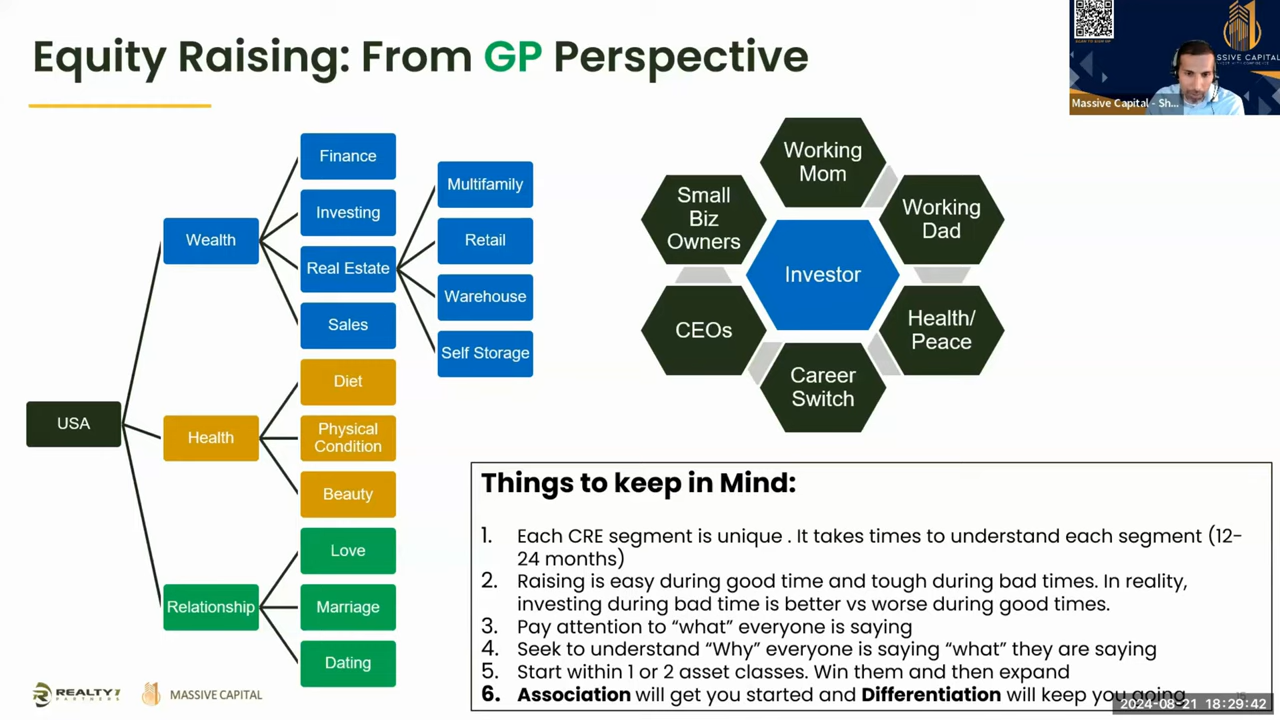 Equity Raising: From GP Perspective
MASSIVE CAPITAL
Massive Capital - Sh...
Finance
Investing
Real Estate
Sales
Wealth
Multifamily
Retail
Warehouse
Self Storage
USA
Health
Diet
Physical
Condition
Beauty
Relationship
Love
Marriage
Dating
Working
Mom
Small
Biz
Owners
Working
Dad
Investor
CEOs
Health/
Peace
Career
Switch
Things to keep in Mind:
1. Each CRE segment is unique . It takes times to understand each segment (12-
24 months)
2. Raising is easy during good time and tough during bad times. In reality,
investing during bad time is better vs worse during good times.
3. Pay attention to “what” everyone is saying
4. Seek to understand “Why” everyone is saying “what” they are saying
5. Start within 1 or 2 asset classes. Win them and then expand
6. Association will get you started and Differentiation will keep you going
REALTY
PARTNERS
MASSIVE CAPITAL
2024-08-21 18:29:42